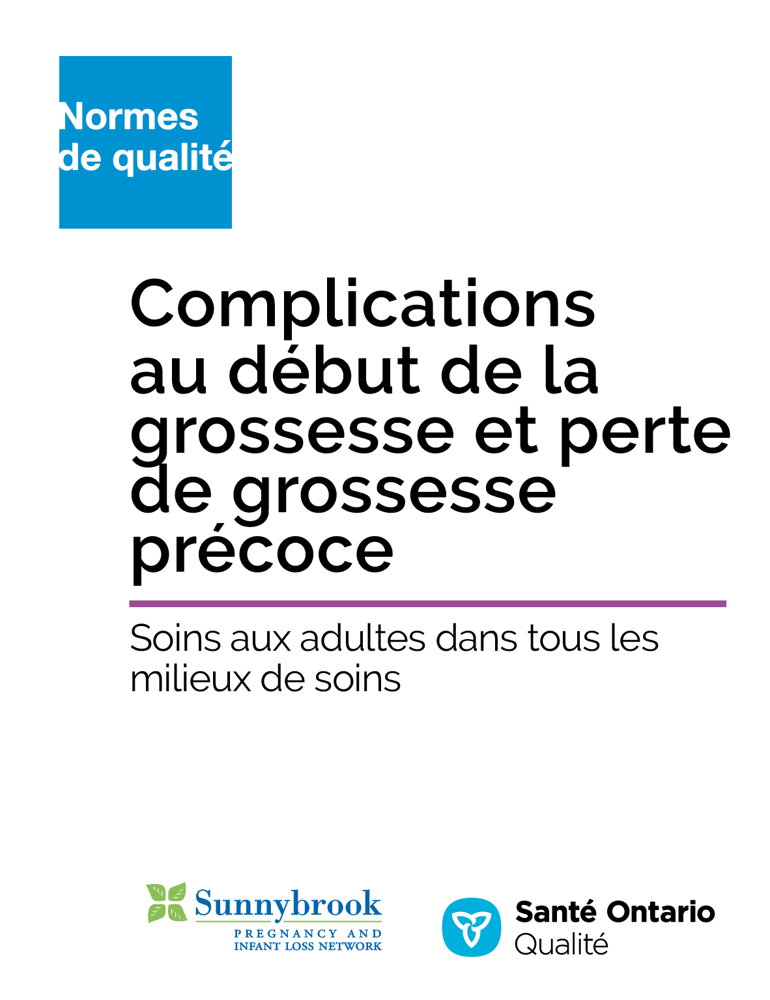 Normes
de qualité
Complications
au début de la
grossesse et perte
de grossesse
précoce
Soins aux adultes dans tous les
milieux de soins
Sunnybrook
PREGNANCY AND
INFANT LOSS NETWORK
Santé Ontario
Qualité